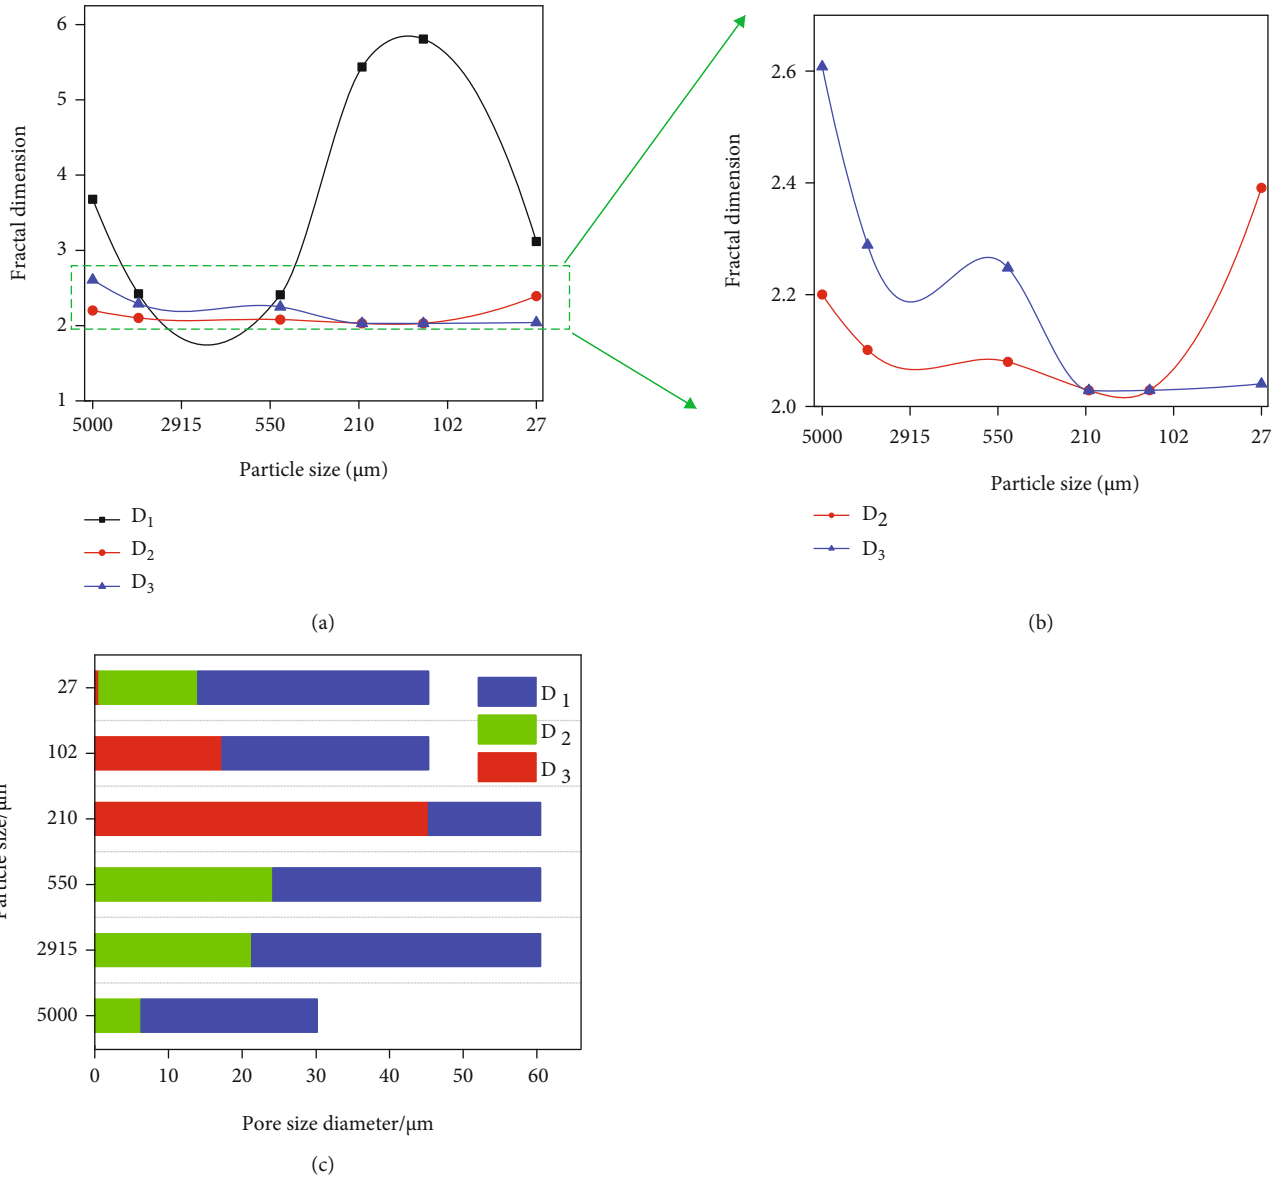 6
5
4
3
2
1
Fractal dimension
5000 2915 550 210 102 27
Particle size (μm)
D1
D2
D3
(a)
2.6
2.4
2.2
2.0
Fractal dimension
5000 2915 550 210 102 27
Particle size (μm)
D2
D3
(b)
27
102
210
550
2915
5000
Particle size/μm
D 1
D 2
D 3
0 10 20 30 40 50 60
Pore size diameter/μm
(c)